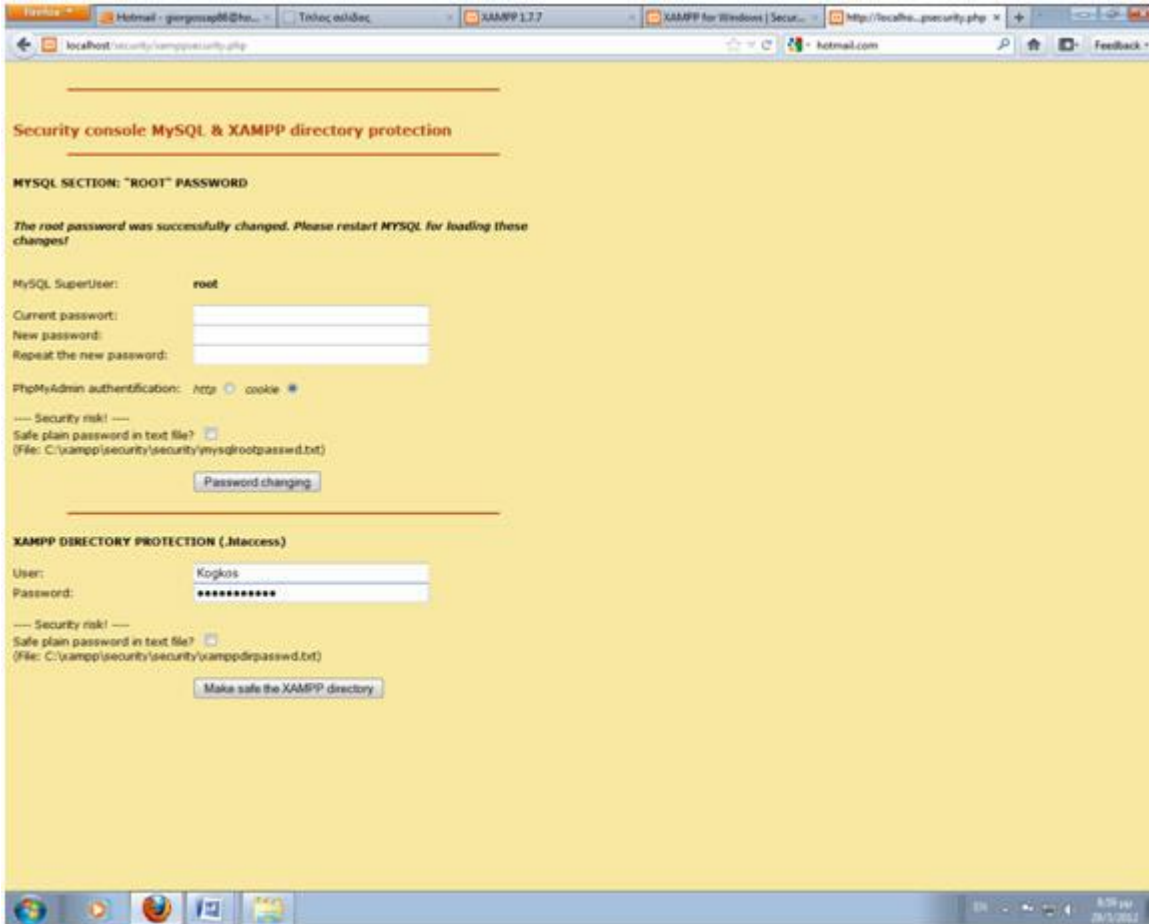 Firefox
Hotmail - giorgossap86@ho...
Τίτλος σελίδας
XAMPP 1.7.7
XAMPP for Windows | Secur...
http://localho...psecurity.php
localhost/security/xamppsecurity.php
hotmail.com
Feedback
Security console MySQL & XAMPP directory protection
MYSQL SECTION: "ROOT" PASSWORD
The root password was successfully changed. Please restart MYSQL for loading these
changes!
MySQL SuperUser: root
Current passwort:
New password:
Repeat the new password:
PhpMyAdmin authentification: http cookie
---- Security risk! ----
Safe plain password in text file?
(File: C:\xampp\security\security\mysqlrootpasswd.txt)
Password changing
XAMPP DIRECTORY PROTECTION (.htaccess)
User: Kogkos
Password: •••••••••••
---- Security risk! ----
Safe plain password in text file?
(File: C:\xampp\security\security\xamppdirpasswd.txt)
Make safe the XAMPP directory
EN